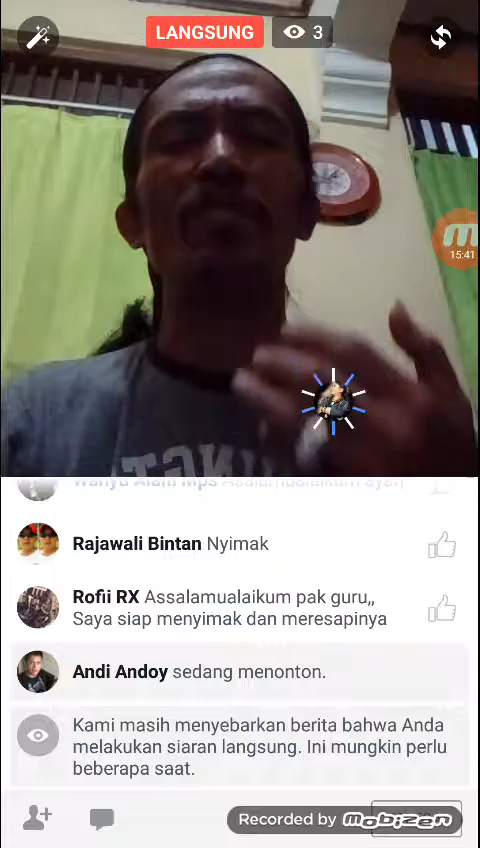 LANGSUNG
3
15:41
Rajawali Bintan Nyimak
Rofii RX Assalamualaikum pak guru,,
Saya siap menyimak dan meresapinya
Andi Andoy sedang menonton.
Kami masih menyebarkan berita bahwa Anda
melakukan siaran langsung. Ini mungkin perlu
beberapa saat.
Recorded by mobizen